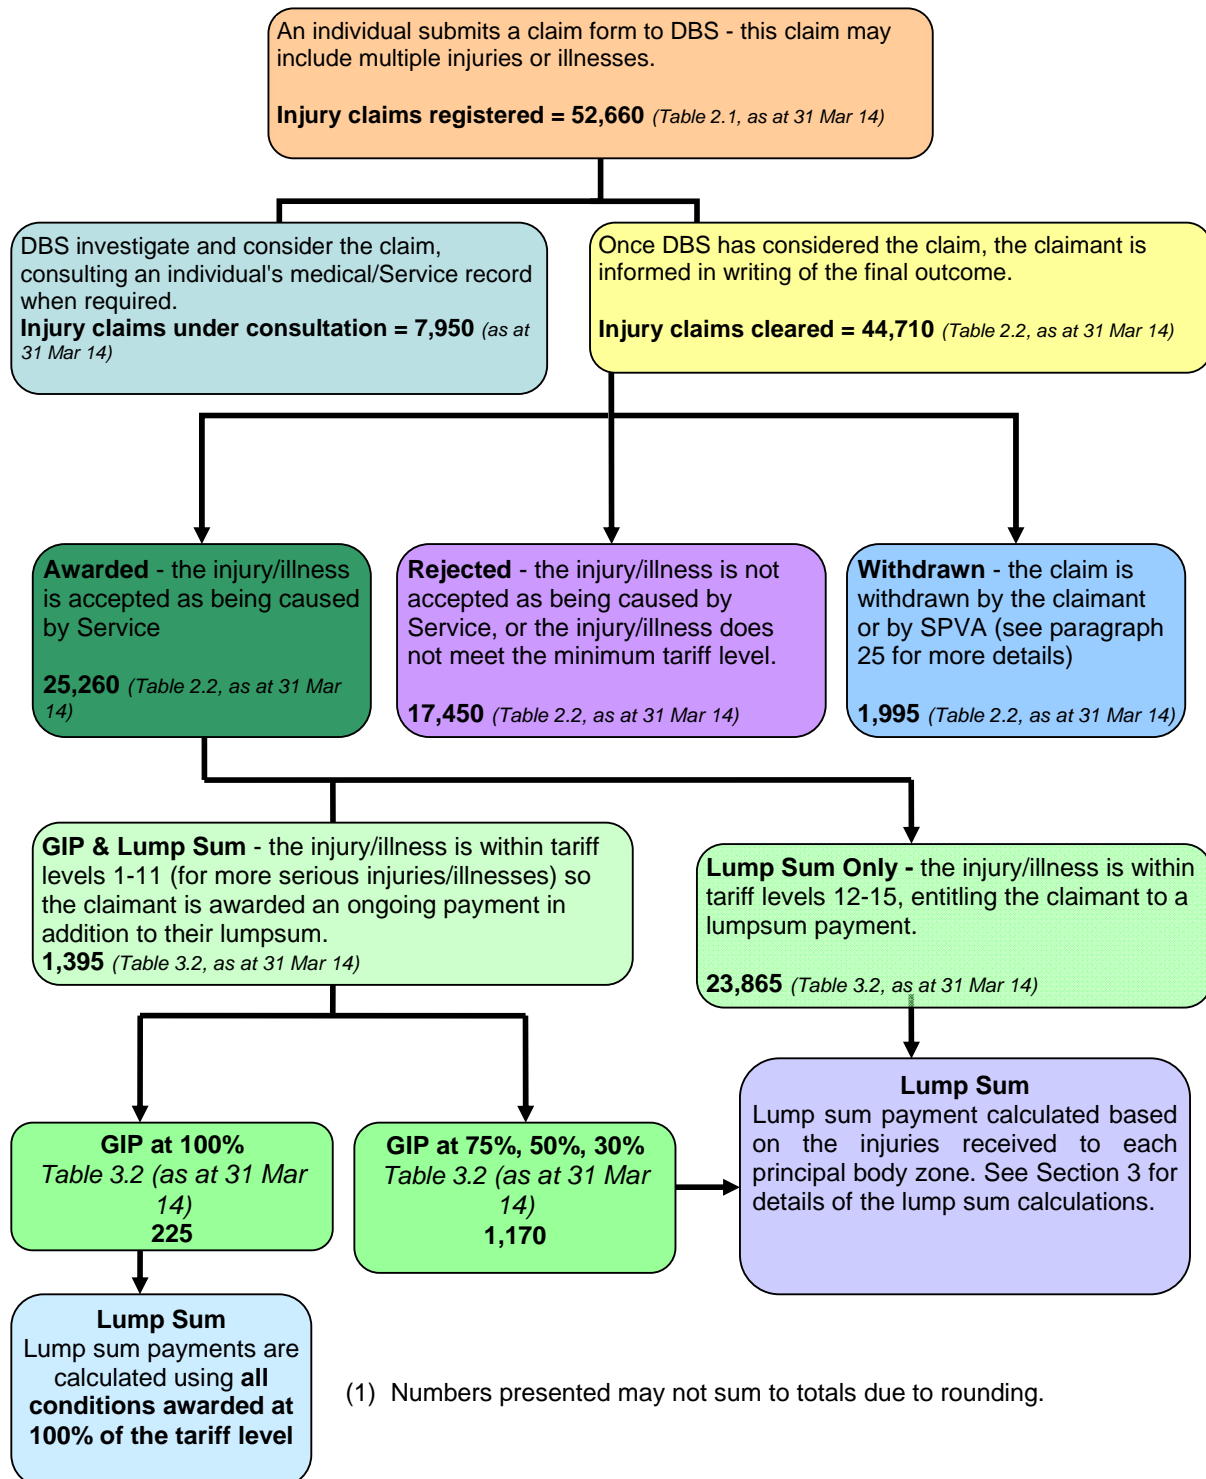 An individual submits a claim form to DBS - this claim may
include multiple injuries or illnesses.
Injury claims registered = 52,660 (Table 2.1, as at 31 Mar 14)
DBS investigate and consider the claim,
consulting an individual's medical/Service record
when required.
Injury claims under consultation = 7,950 (as at
31 Mar 14)
Once DBS has considered the claim, the claimant is
informed in writing of the final outcome.
Injury claims cleared = 44,710 (Table 2.2, as at 31 Mar 14)
Awarded - the injury/illness
is accepted as being caused
by Service
25,260 (Table 2.2, as at 31 Mar
14)
Rejected - the injury/illness is not
accepted as being caused by
Service, or the injury/illness does
not meet the minimum tariff level.
17,450 (Table 2.2, as at 31 Mar 14)
Withdrawn - the claim is
withdrawn by the claimant
or by SPVA (see paragraph
25 for more details)
1,995 (Table 2.2, as at 31 Mar 14)
GIP & Lump Sum - the injury/illness is within tariff
levels 1-11 (for more serious injuries/illnesses) so
the claimant is awarded an ongoing payment in
addition to their lumpsum.
1,395 (Table 3.2, as at 31 Mar 14)
Lump Sum Only - the injury/illness is within
tariff levels 12-15, entitling the claimant to a
lumpsum payment.
23,865 (Table 3.2, as at 31 Mar 14)
GIP at 100%
Table 3.2 (as at 31 Mar
14)
225
GIP at 75%, 50%, 30%
Table 3.2 (as at 31 Mar
14)
1,170
Lump Sum
Lump sum payment calculated based
on the injuries received to each
principal body zone. See Section 3 for
details of the lump sum calculations.
Lump Sum
Lump sum payments are
calculated using all
conditions awarded at
100% of the tariff level
(1) Numbers presented may not sum to totals due to rounding.